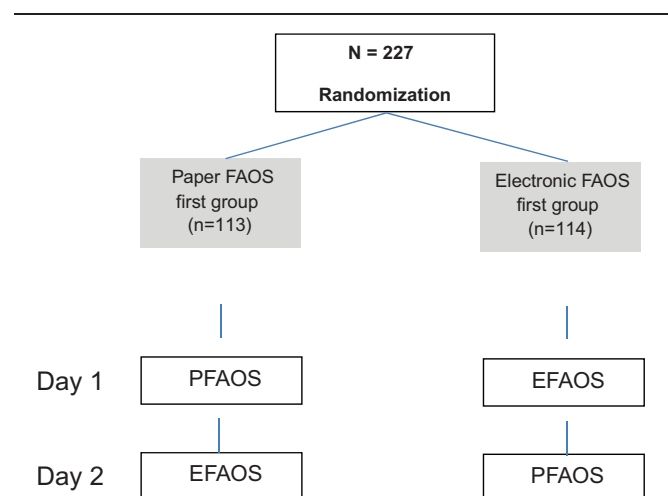 N = 227
Randomization
Paper FAOS
first group
(n=113)
Electronic FAOS
first group
(n=114)
Day 1
PFAOS
EFAOS
Day 2
EFAOS
PFAOS